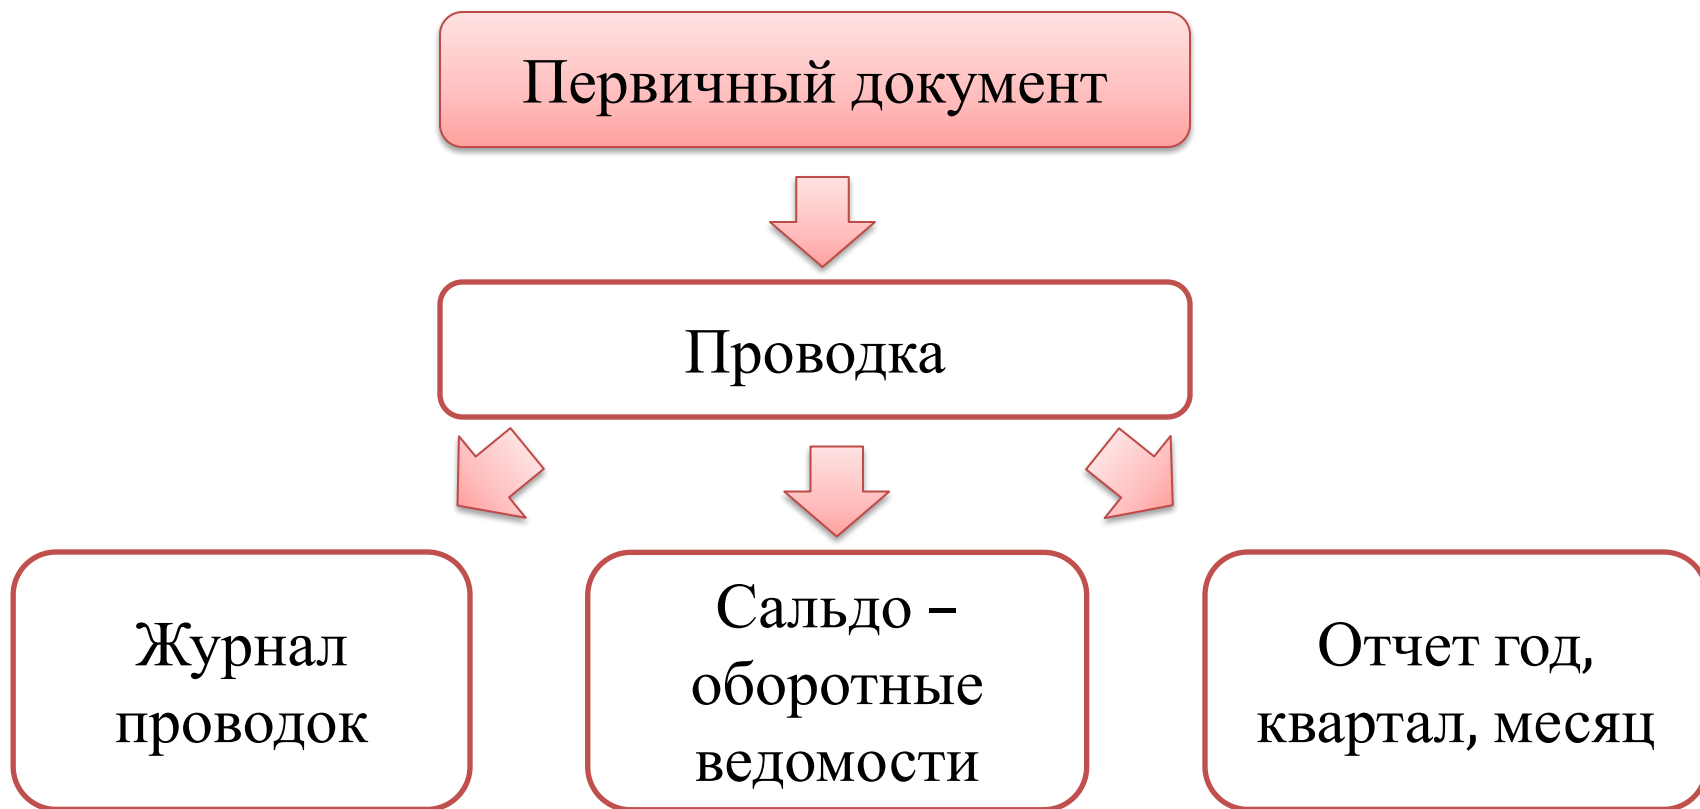 Первичный документ
Проводка
Журнал
проводок
Сальдо –
оборотные
ведомости
Отчет год,
квартал, месяц